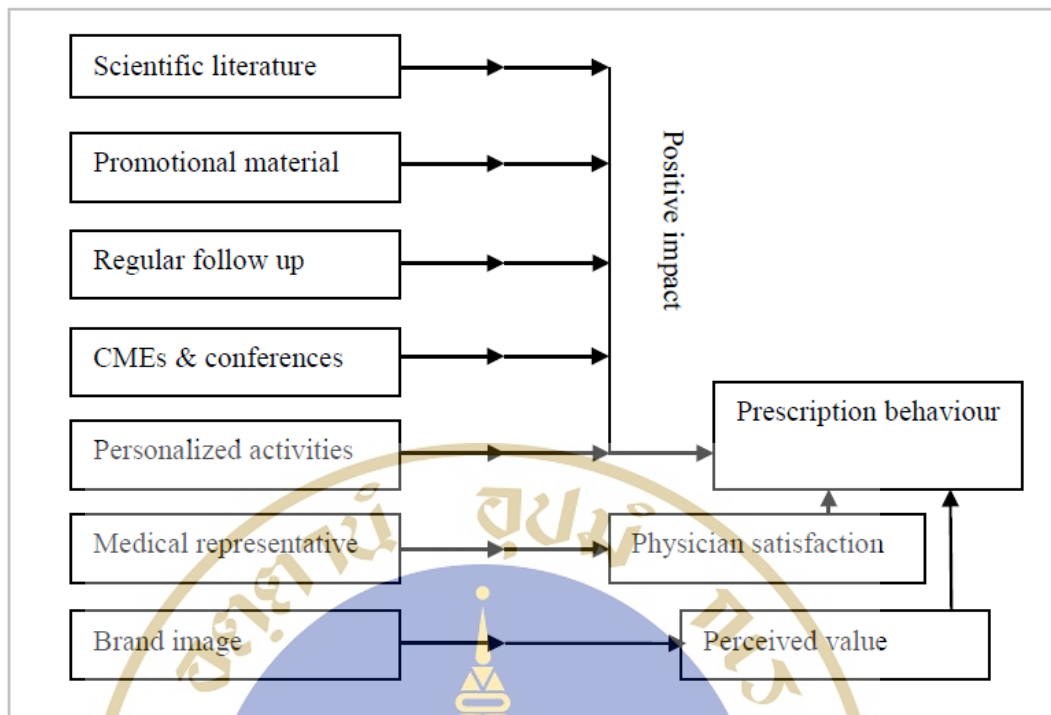 Scientific literature
Promotional material
Regular follow up
CMEs & conferences
Positive impact
Prescription behaviour
Personalized activities
Medical representative
Physician satisfaction
Brand image
Perceived value